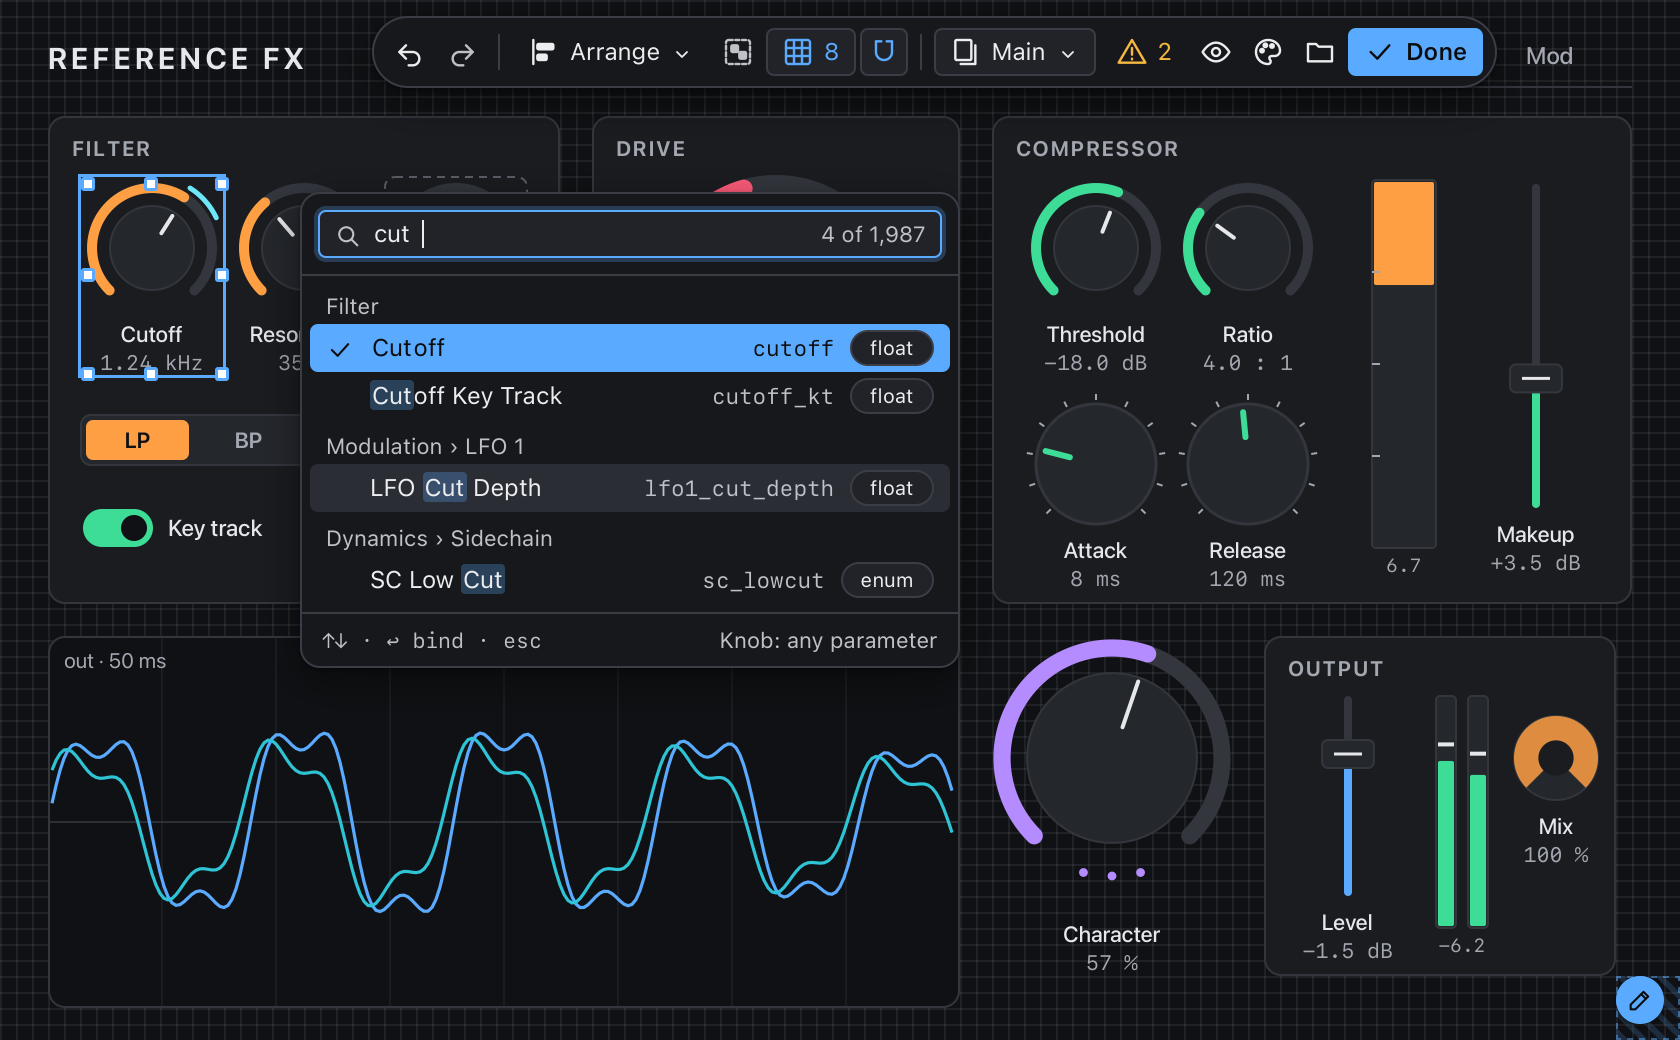 REFERENCE FX
Arrange
8
Main
2
Done
Mod
FILTER
Cutoff
1.24 kHz
LP
BP
Key track
DRIVE
cut
4 of 1,987
Filter
Cutoff cutoff float
Cutoff Key Track cutoff_kt float
Modulation › LFO 1
LFO Cut Depth lfo1_cut_depth float
Dynamics › Sidechain
SC Low Cut sc_lowcut enum
↑↓ · ↩ bind · esc
Knob: any parameter
COMPRESSOR
Threshold
−18.0 dB
Ratio
4.0 : 1
Attack
8 ms
Release
120 ms
6.7
Makeup
+3.5 dB
out · 50 ms
Character
57 %
OUTPUT
Level
−1.5 dB
−6.2
Mix
100 %